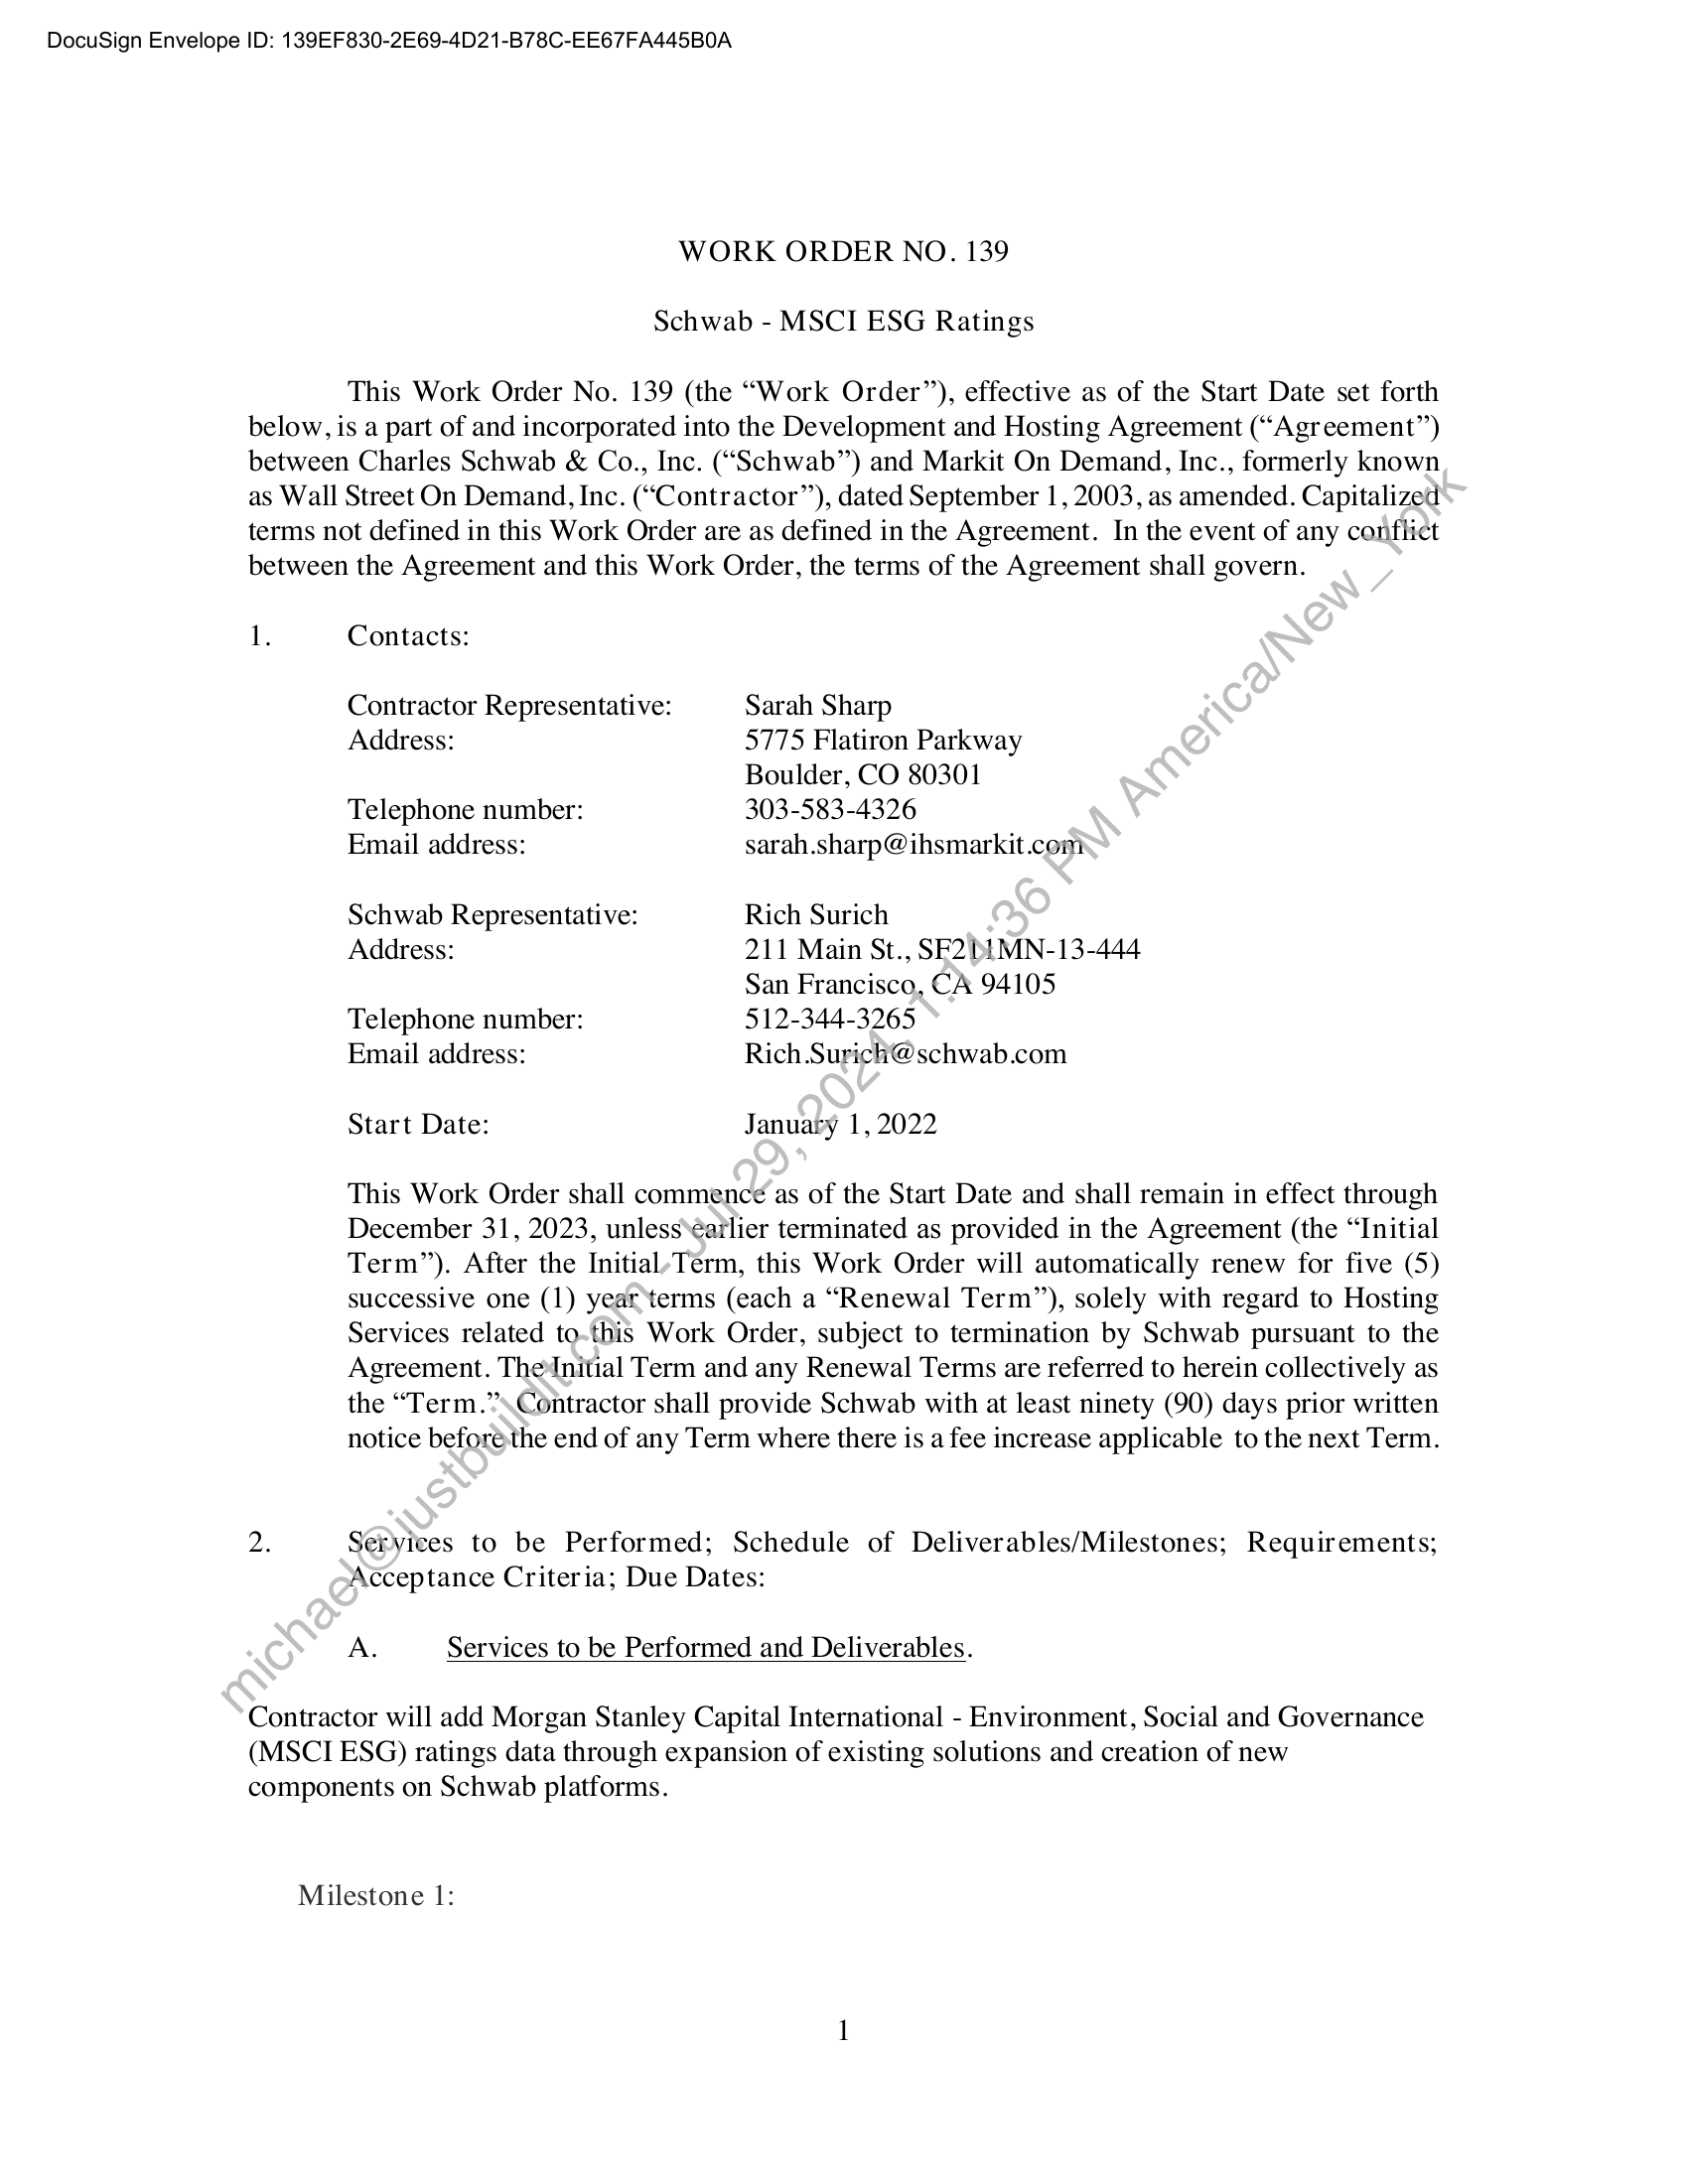 DocuSign Envelope ID: 139EF830-2E69-4D21-B78C-EE67FA445B0A
WORK ORDER NO. 139
Schwab - MSCI ESG Ratings
This Work Order No. 139 (the “Work Order”), effective as of the Start Date set forth
below, is a part of and incorporated into the Development and Hosting Agreement (“Agreement”)
between Charles Schwab & Co., Inc. (“Schwab”) and Markit On Demand, Inc., formerly known
as Wall Street On Demand, Inc. (“Contractor”), dated September 1, 2003, as amended. Capitalized
terms not defined in this Work Order are as defined in the Agreement. In the event of any conflict
between the Agreement and this Work Order, the terms of the Agreement shall govern.
1. Contacts:
Contractor Representative: Sarah Sharp
Address: 5775 Flatiron Parkway
Boulder, CO 80301
Telephone number: 303-583-4326
Email address: sarah.sharp@ihsmarkit.com
Schwab Representative: Rich Surich
Address: 211 Main St., SF211MN-13-444
San Francisco, CA 94105
Telephone number: 512-344-3265
Email address: Rich.Surich@schwab.com
Start Date: January 1, 2022
This Work Order shall commence as of the Start Date and shall remain in effect through
December 31, 2023, unless earlier terminated as provided in the Agreement (the “Initial
Term”). After the Initial Term, this Work Order will automatically renew for five (5)
successive one (1) year terms (each a “Renewal Term”), solely with regard to Hosting
Services related to this Work Order, subject to termination by Schwab pursuant to the
Agreement. The Initial Term and any Renewal Terms are referred to herein collectively as
the “Term.” Contractor shall provide Schwab with at least ninety (90) days prior written
notice before the end of any Term where there is a fee increase applicable to the next Term.
2. Services to be Performed; Schedule of Deliverables/Milestones; Requirements;
Acceptance Criteria; Due Dates:
A. Services to be Performed and Deliverables.
Contractor will add Morgan Stanley Capital International - Environment, Social and Governance
(MSCI ESG) ratings data through expansion of existing solutions and creation of new
components on Schwab platforms.
Milestone 1:
1
michael@justbuildit.com - Jul 29, 2024, 1:14:36 PM America/New_York